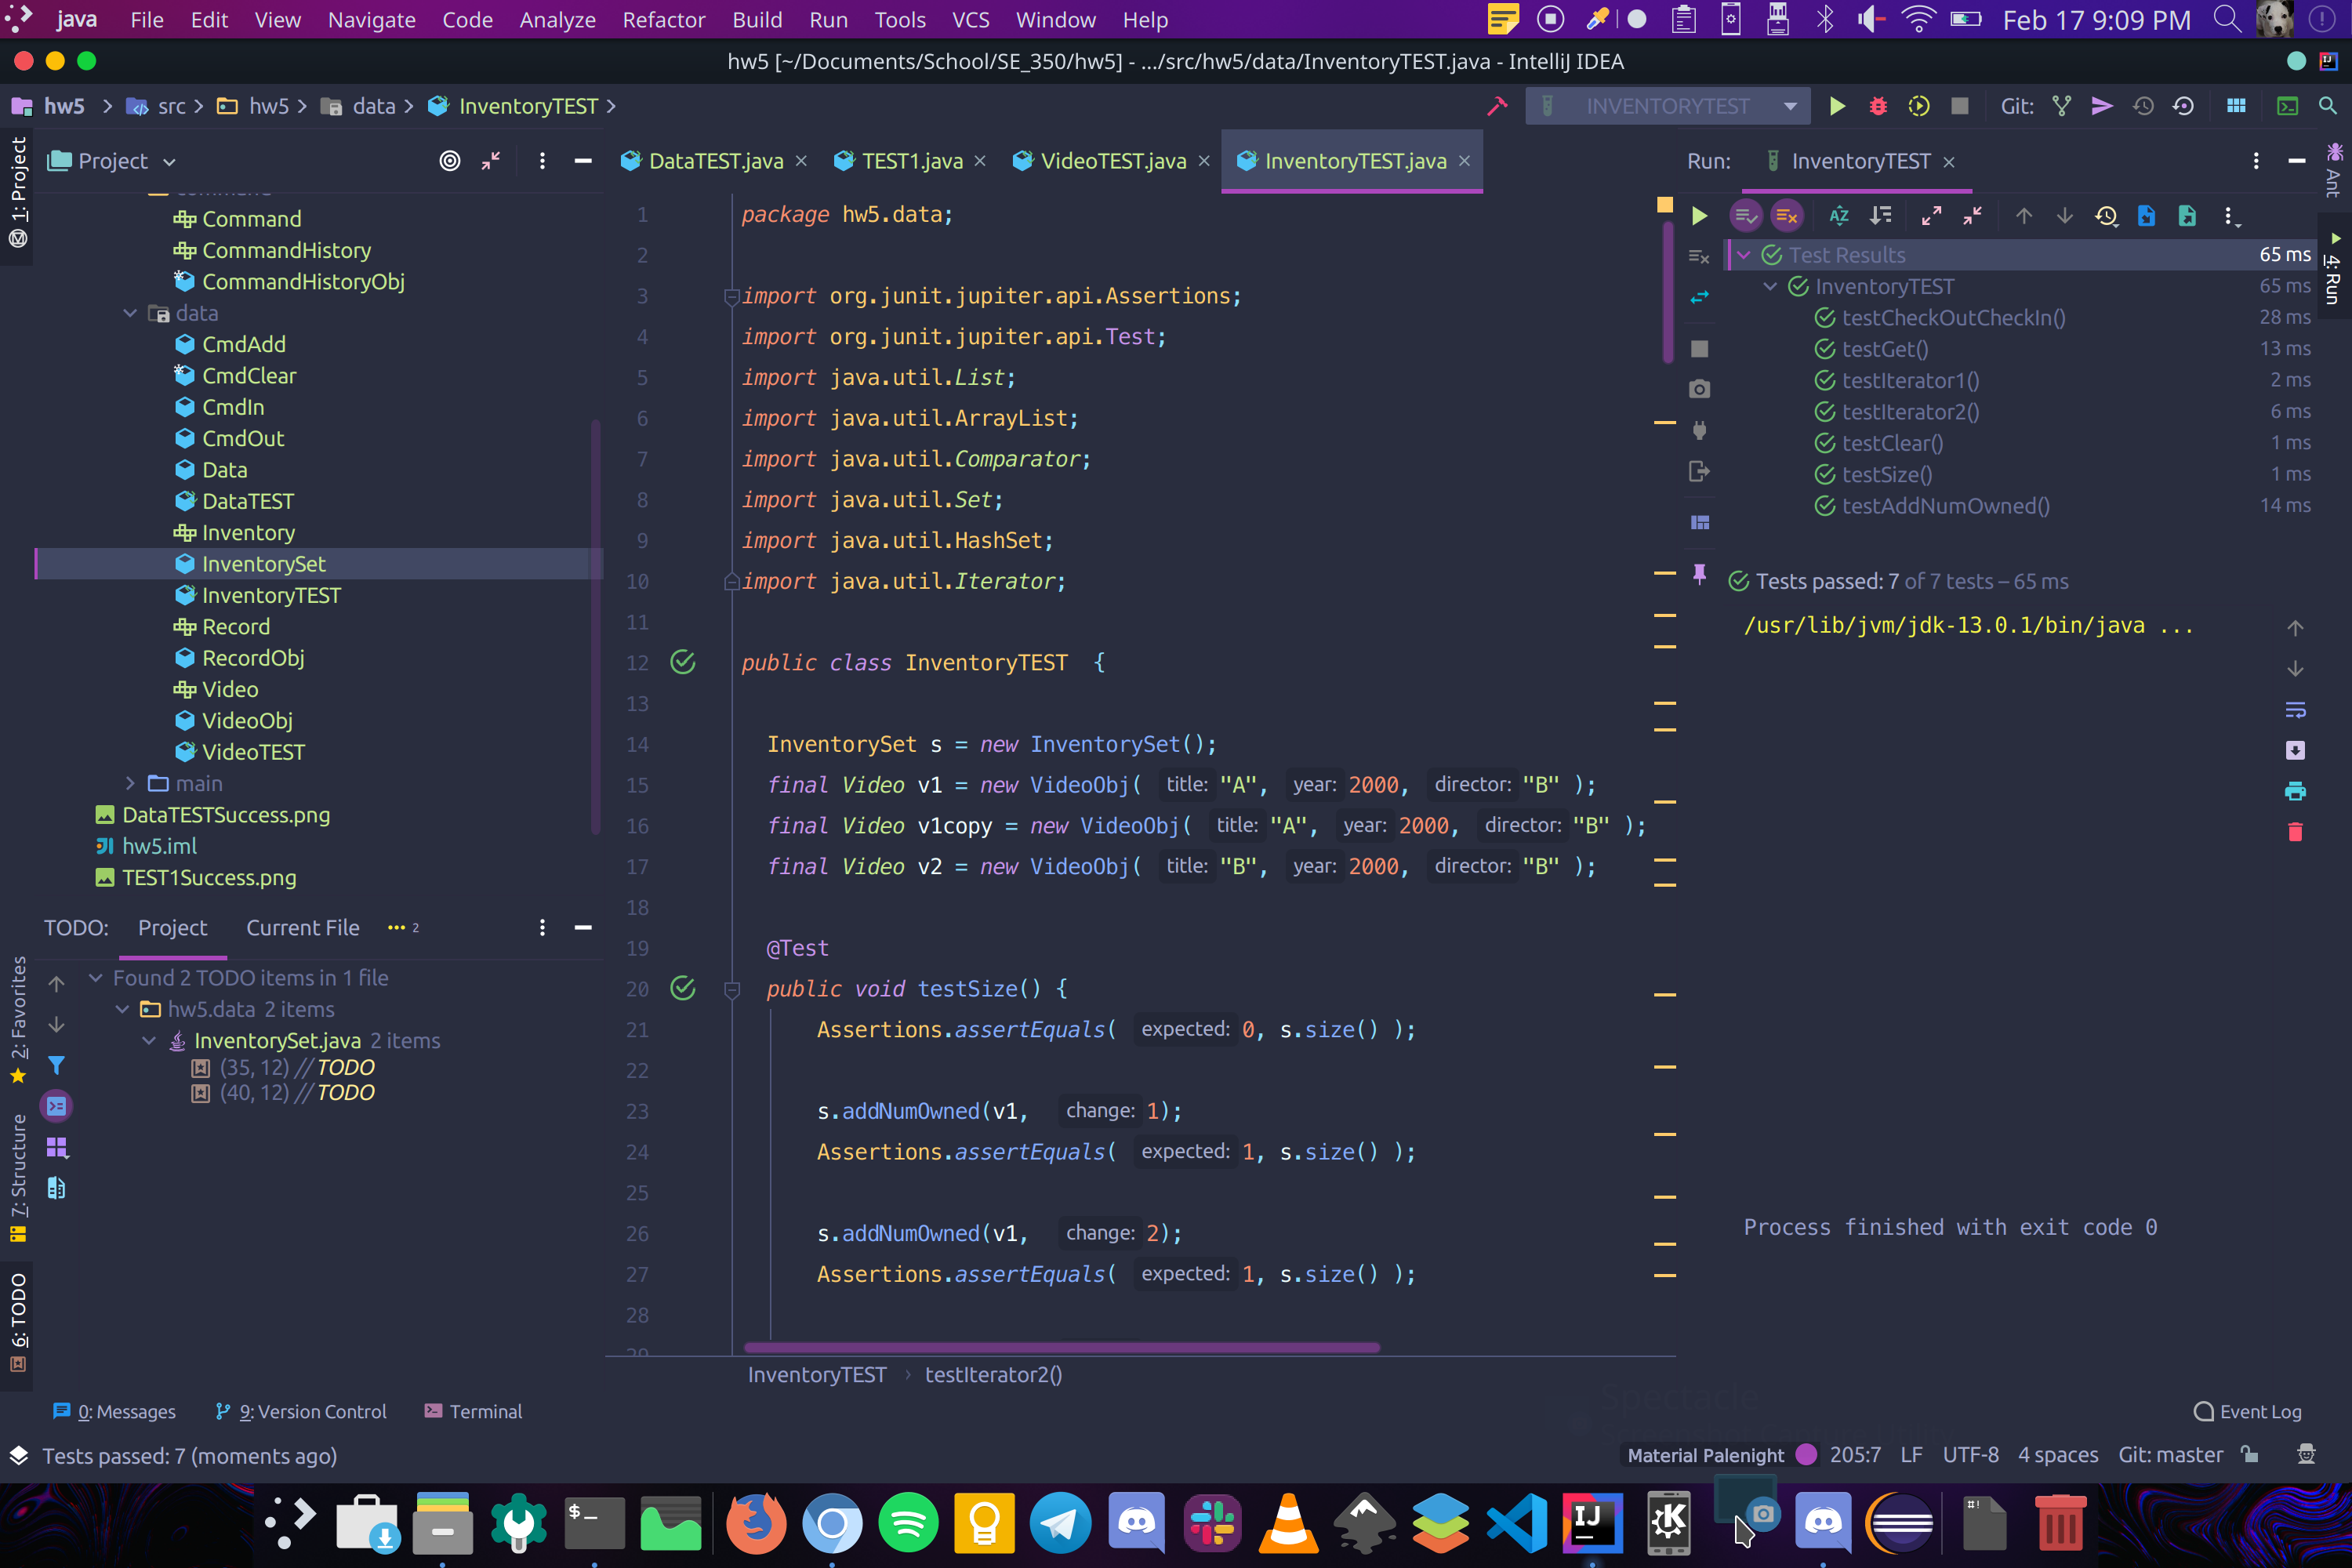 java File Edit View Navigate Code Analyze Refactor Build Run Tools VCS Window Help Feb 17 9:09 PM
hw5 [~/Documents/School/SE_350/hw5] - .../src/hw5/data/InventoryTEST.java - IntelliJ IDEA
hw5 src hw5 data InventoryTEST INVENTORYTEST Git:
1: Project
Project
Command
CommandHistory
CommandHistoryObj
data
CmdAdd
CmdClear
CmdIn
CmdOut
Data
DataTEST
Inventory
InventorySet
InventoryTEST
Record
RecordObj
Video
VideoObj
VideoTEST
main
DataTESTSuccess.png
hw5.iml
TEST1Success.png
TODO: Project Current File 2
Found 2 TODO items in 1 file
hw5.data 2 items
InventorySet.java 2 items
(35, 12) // TODO
(40, 12) // TODO
2: Favorites
7: Structure
6: TODO
DataTEST.java TEST1.java VideoTEST.java InventoryTEST.java
1 package hw5.data;
2
3 import org.junit.jupiter.api.Assertions;
4 import org.junit.jupiter.api.Test;
5 import java.util.List;
6 import java.util.ArrayList;
7 import java.util.Comparator;
8 import java.util.Set;
9 import java.util.HashSet;
10 import java.util.Iterator;
11
12 public class InventoryTEST {
13
14 InventorySet s = new InventorySet();
15 final Video v1 = new VideoObj( title: "A", year: 2000, director: "B" );
16 final Video v1copy = new VideoObj( title: "A", year: 2000, director: "B" );
17 final Video v2 = new VideoObj( title: "B", year: 2000, director: "B" );
18
19 @Test
20 public void testSize() {
21 Assertions.assertEquals( expected: 0, s.size() );
22
23 s.addNumOwned(v1, change: 1);
24 Assertions.assertEquals( expected: 1, s.size() );
25
26 s.addNumOwned(v1, change: 2);
27 Assertions.assertEquals( expected: 1, s.size() );
28
29
InventoryTEST testIterator2()
Run: InventoryTEST
Test Results 65 ms
InventoryTEST 65 ms
testCheckOutCheckIn() 28 ms
testGet() 13 ms
testIterator1() 2 ms
testIterator2() 6 ms
testClear() 1 ms
testSize() 1 ms
testAddNumOwned() 14 ms
Tests passed: 7 of 7 tests – 65 ms
/usr/lib/jvm/jdk-13.0.1/bin/java ...
Process finished with exit code 0
Ant
4: Run
Spectacle
0: Messages 9: Version Control Terminal Event Log
Tests passed: 7 (moments ago) Material Palenight 205:7 LF UTF-8 4 spaces Git: master